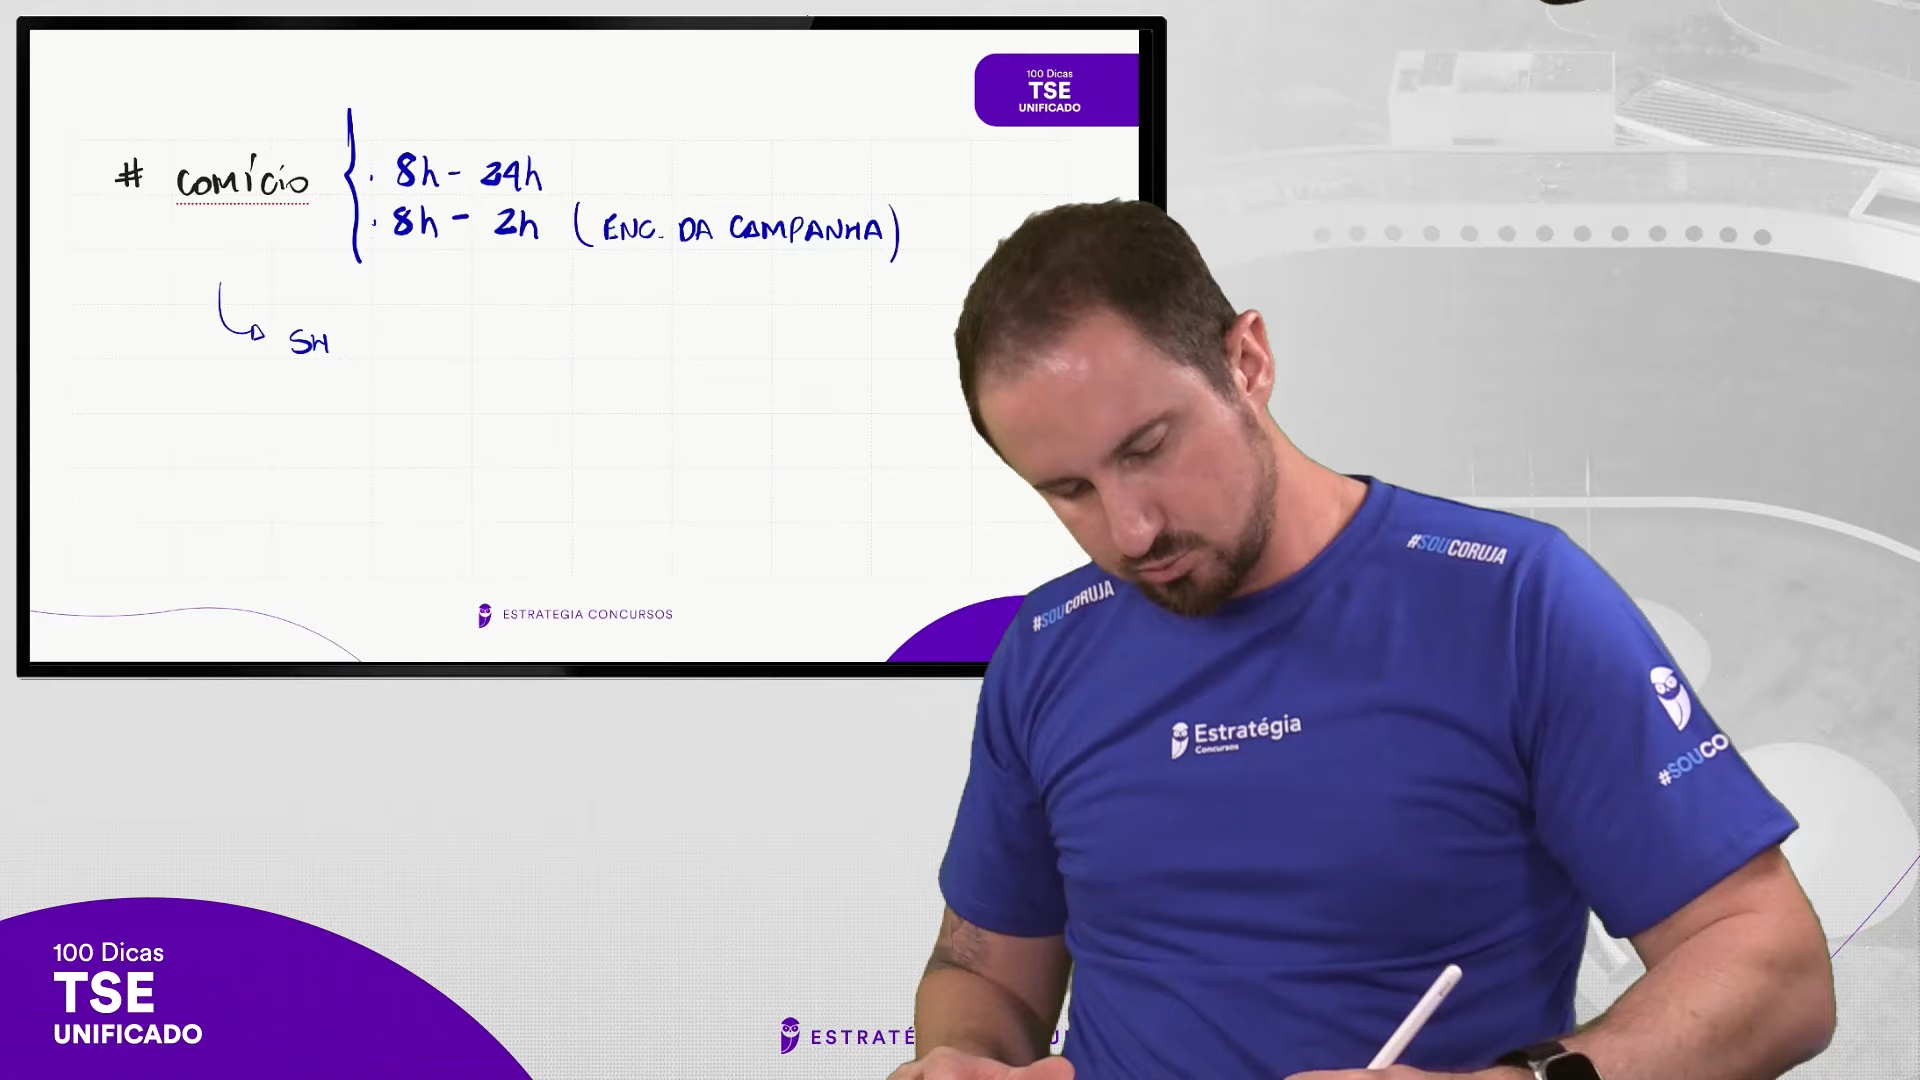 100 Dicas
TSE
UNIFICADO
# comício
. 8h - 24h
. 8h - 2h (ENC. DA CAMPANHA)
SH
ESTRATEGIA CONCURSOS
#SOUCORUJA
#SOUCORUJA
Estratégia
Concursos
#SOUCO
100 Dicas
TSE
UNIFICADO
ESTRATÉ